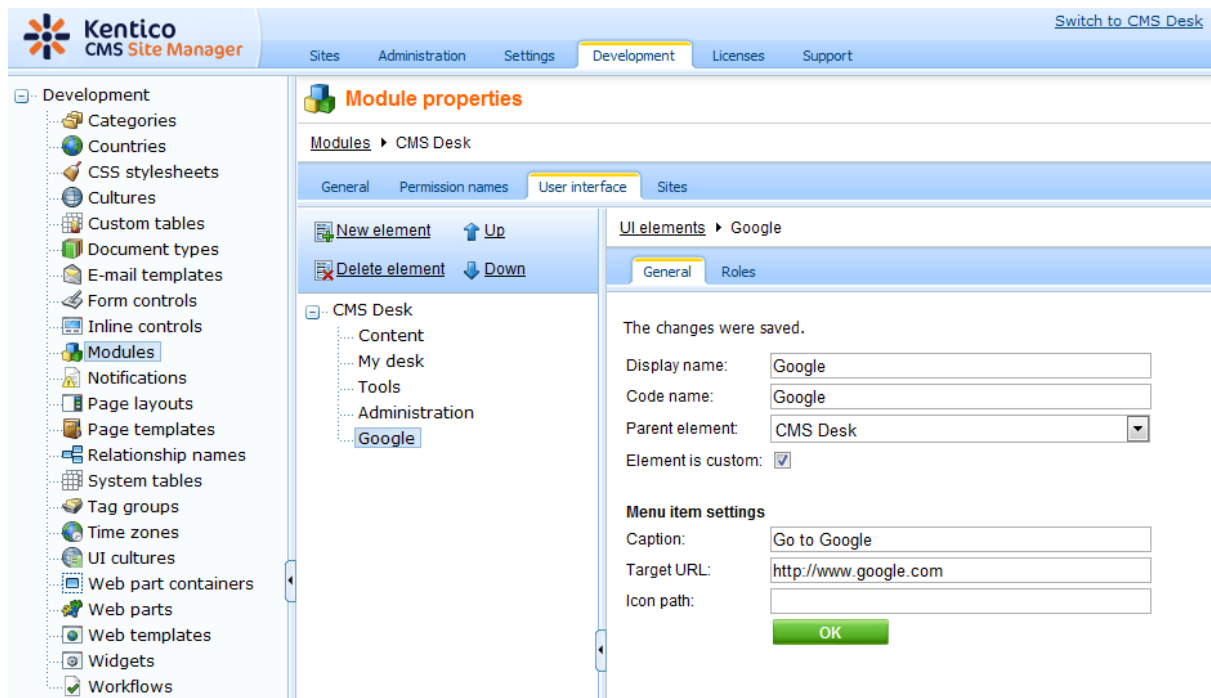 Kentico
CMS Site Manager
Switch to CMS Desk
Sites Administration Settings Development Licenses Support
Development
Categories
Countries
CSS stylesheets
Cultures
Custom tables
Document types
E-mail templates
Form controls
Inline controls
Modules
Notifications
Page layouts
Page templates
Relationship names
System tables
Tag groups
Time zones
UI cultures
Web part containers
Web parts
Web templates
Widgets
Workflows
Module properties
Modules ▸ CMS Desk
General Permission names User interface Sites
New element Up
Delete element Down
CMS Desk
Content
My desk
Tools
Administration
Google
UI elements ▸ Google
General Roles
The changes were saved.
Display name: Google
Code name: Google
Parent element: CMS Desk
Element is custom:
Menu item settings
Caption: Go to Google
Target URL: http://www.google.com
Icon path:
OK